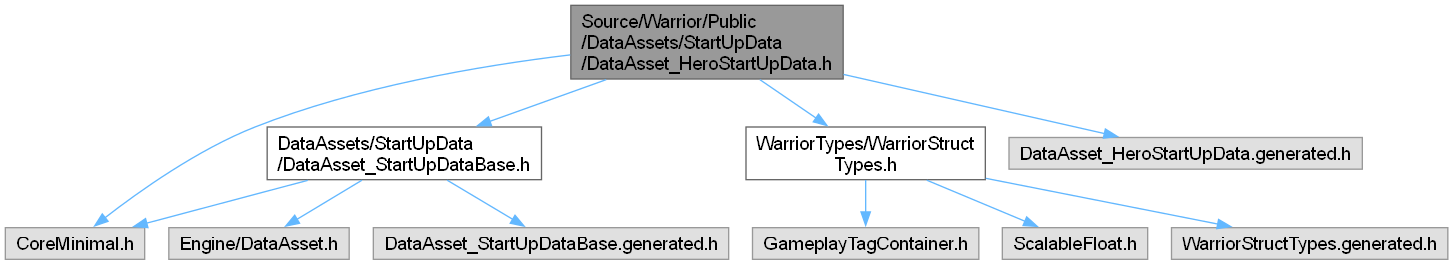 Source/Warrior/Public
/DataAssets/StartUpData
/DataAsset_HeroStartUpData.h
DataAssets/StartUpData
/DataAsset_StartUpDataBase.h
WarriorTypes/WarriorStruct
Types.h
DataAsset_HeroStartUpData.generated.h
CoreMinimal.h
Engine/DataAsset.h
DataAsset_StartUpDataBase.generated.h
GameplayTagContainer.h
ScalableFloat.h
WarriorStructTypes.generated.h